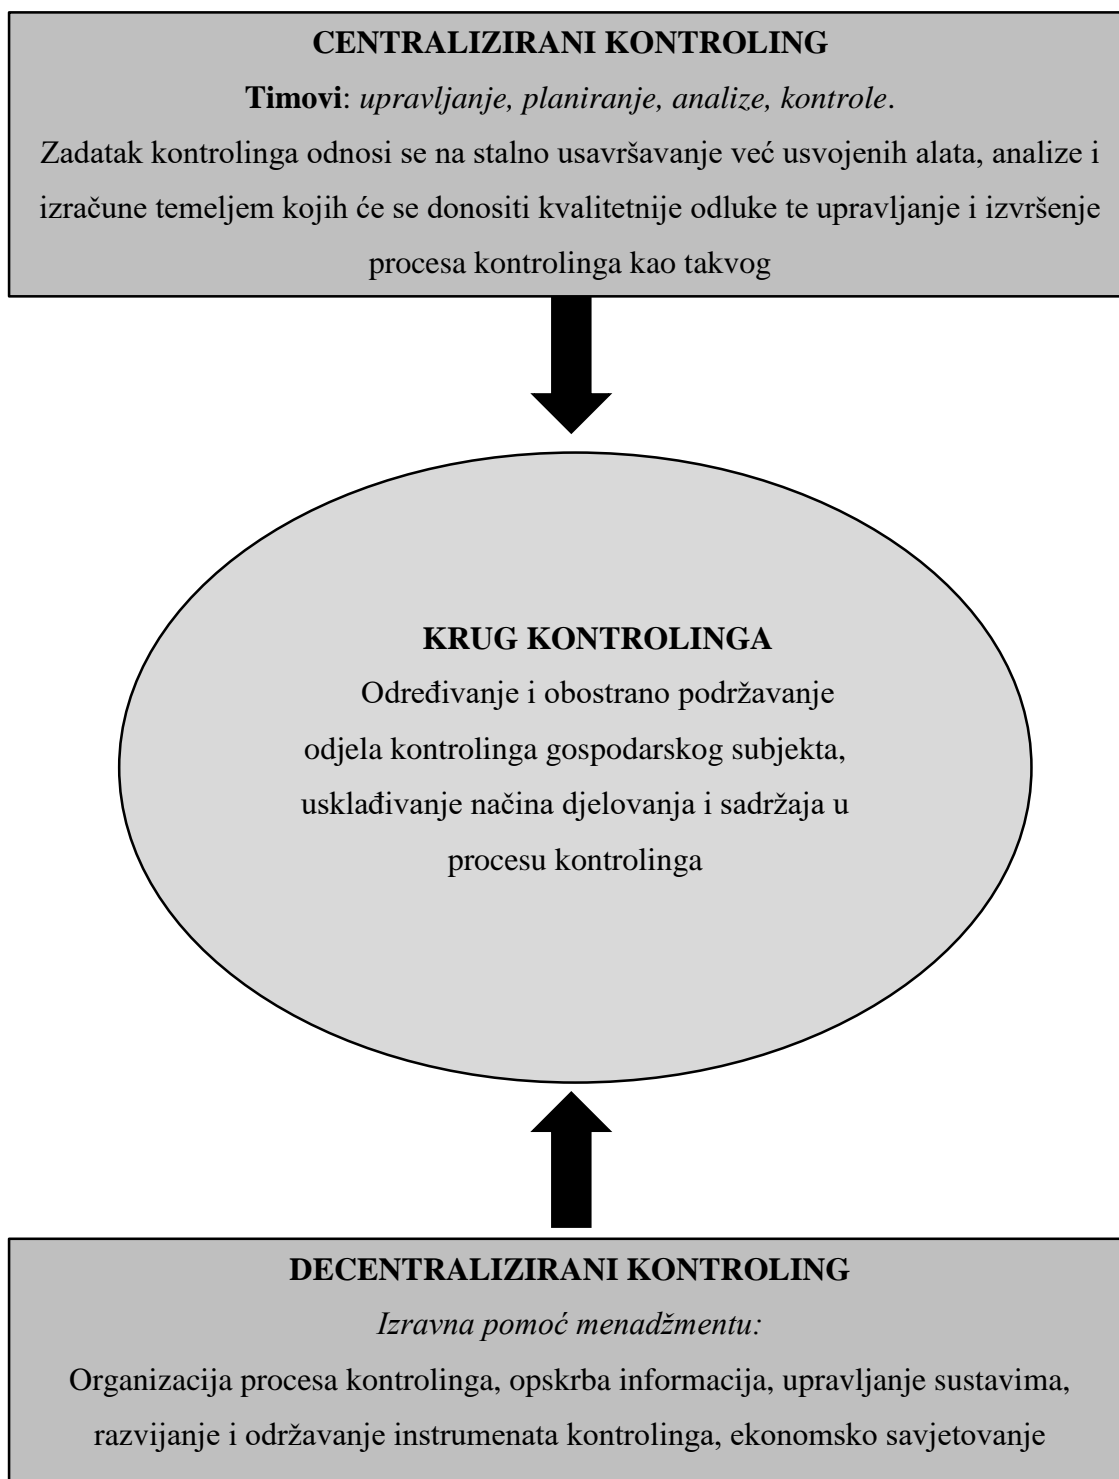 CENTRALIZIRANI KONTROLING
Timovi: upravljanje, planiranje, analize, kontrole.
Zadatak kontrolinga odnosi se na stalno usavršavanje već usvojenih alata, analize i
izračune temeljem kojih će se donositi kvalitetnije odluke te upravljanje i izvršenje
procesa kontrolinga kao takvog
KRUG KONTROLINGA
Određivanje i obostrano podržavanje
odjela kontrolinga gospodarskog subjekta,
usklađivanje načina djelovanja i sadržaja u
procesu kontrolinga
DECENTRALIZIRANI KONTROLING
Izravna pomoć menadžmentu:
Organizacija procesa kontrolinga, opskrba informacija, upravljanje sustavima,
razvijanje i održavanje instrumenata kontrolinga, ekonomsko savjetovanje